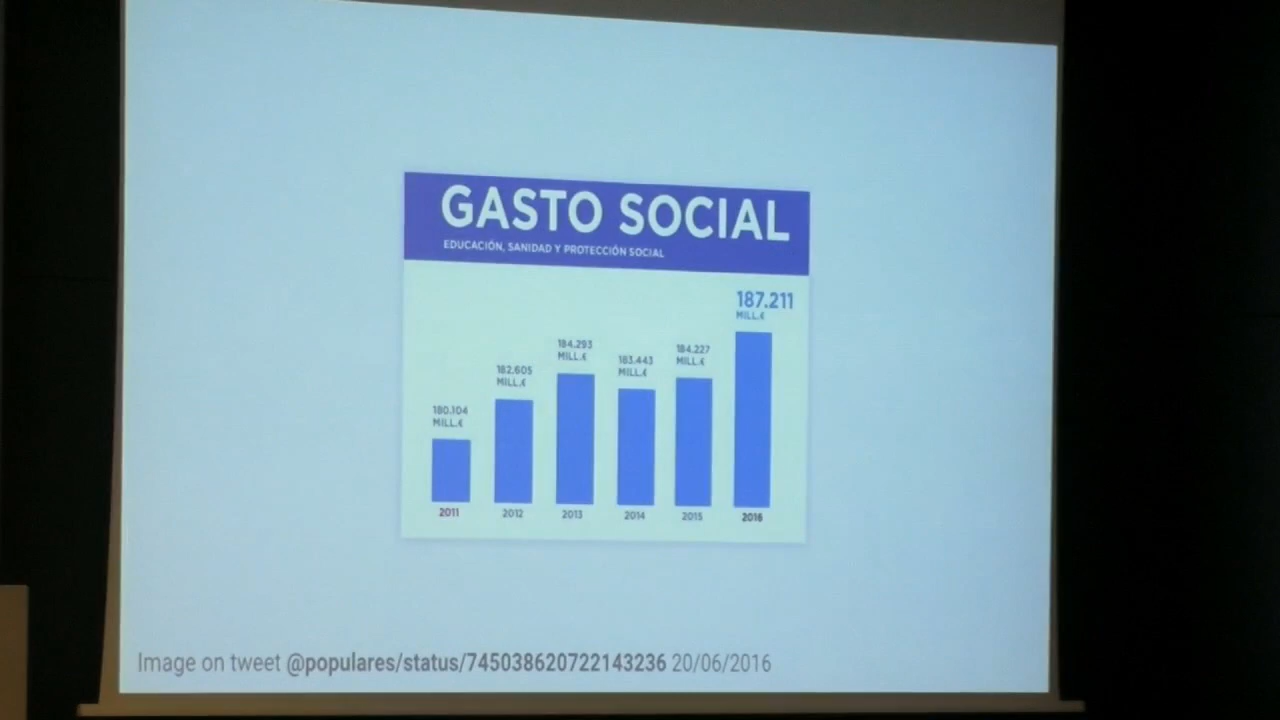 GASTO SOCIAL
EDUCACIÓN, SANIDAD Y PROTECCIÓN SOCIAL
187.211
MILL.€
184.293
MILL.€
184.227
MILL.€
183.443
MILL.€
182.605
MILL.€
180.104
MILL.€
2011 2012 2013 2014 2015 2016
Image on tweet @populares/status/745038620722143236 20/06/2016